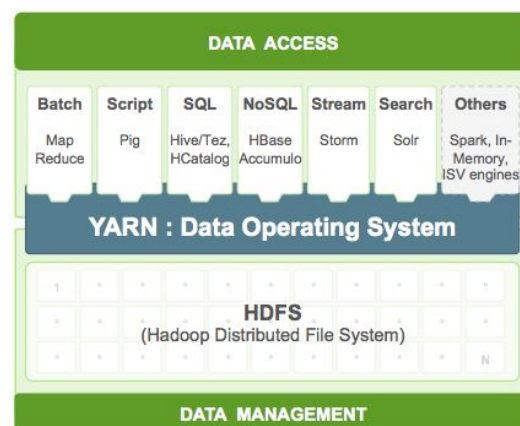 DATA ACCESS
Batch
Map
Reduce
Script
Pig
SQL
Hive/Tez,
HCatalog
NoSQL
HBase
Accumulo
Stream
Storm
Search
Solr
Others
Spark, In-
Memory,
ISV engines
YARN : Data Operating System
1
HDFS
(Hadoop Distributed File System)
N
DATA MANAGEMENT